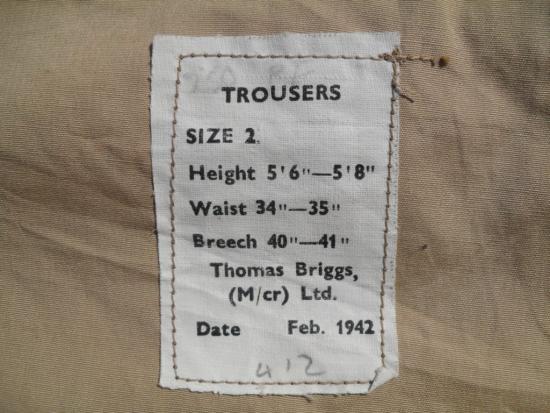 TROUSERS
SIZE 2.
Height 5'6"—5'8"
Waist 34"—35"
Breech 40"—41"
Thomas Briggs,
(M/cr) Ltd.
Date Feb. 1942
412